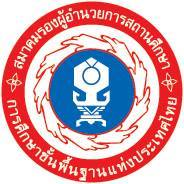 สมาคมรองผู้อำนวยการสถานศึกษา
การศึกษาขั้นพื้นฐานแห่งประเทศไทย